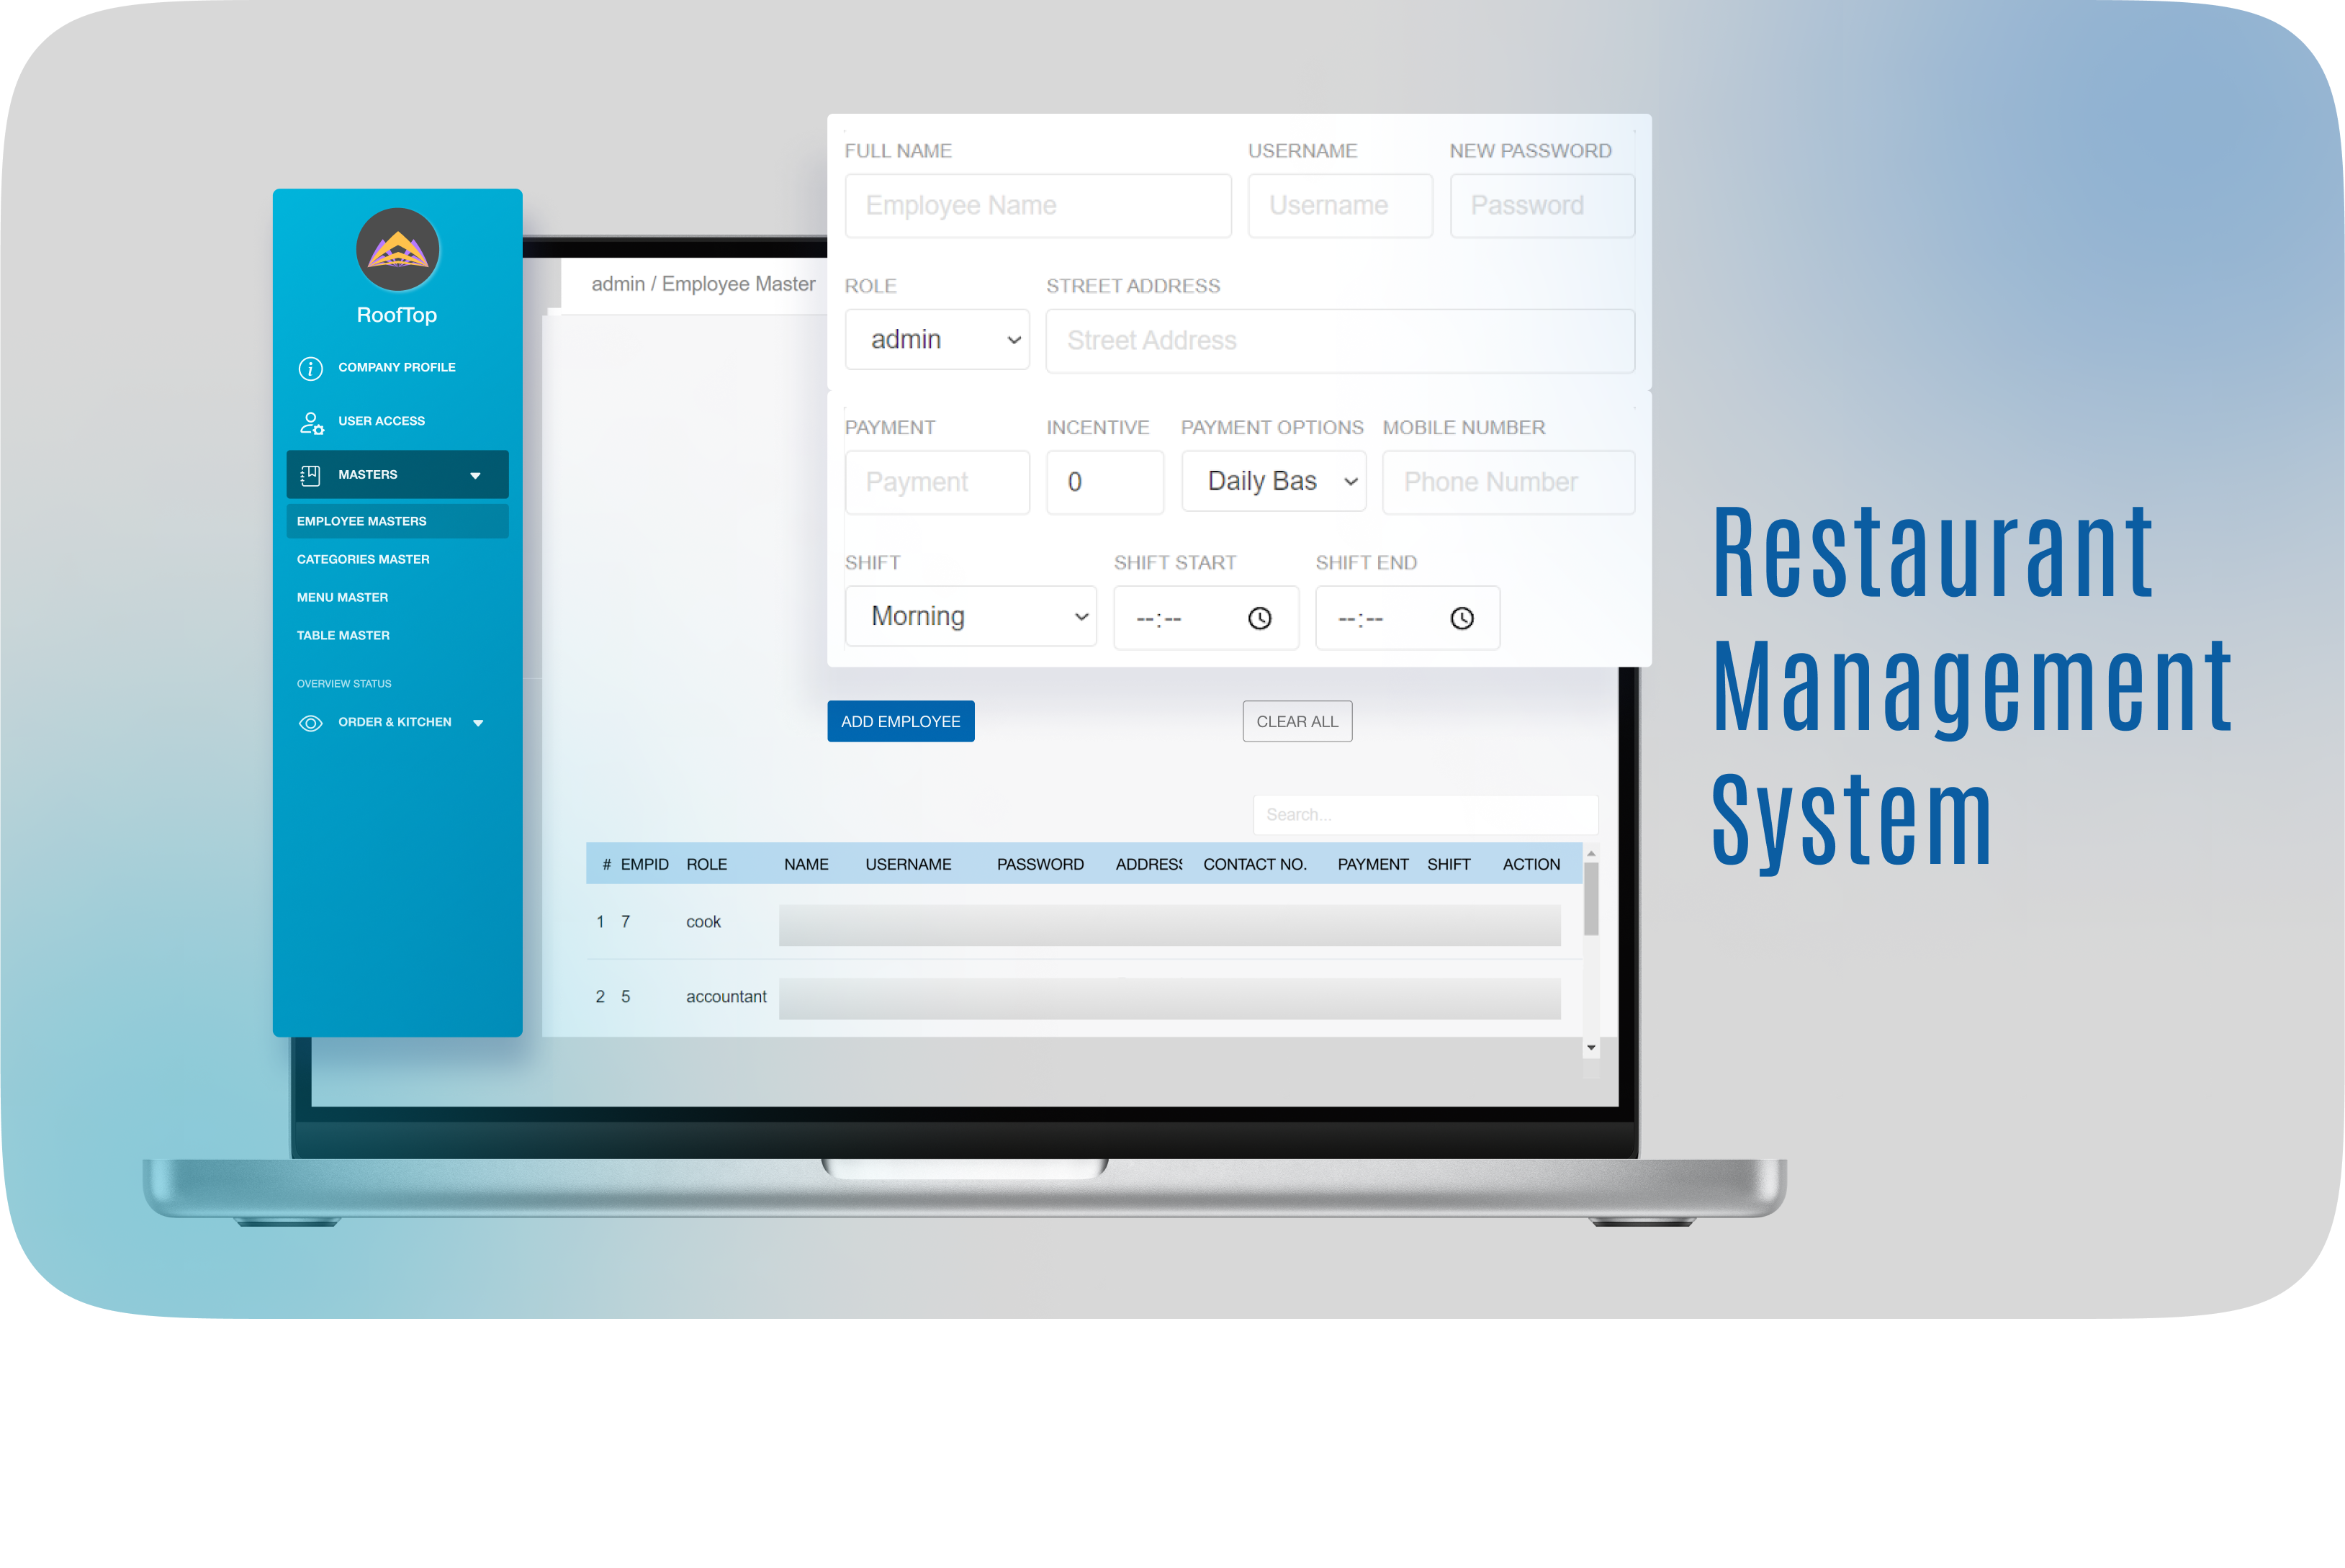 RoofTop
COMPANY PROFILE
USER ACCESS
MASTERS
EMPLOYEE MASTERS
CATEGORIES MASTER
MENU MASTER
TABLE MASTER
OVERVIEW STATUS
ORDER & KITCHEN
admin / Employee Master
FULL NAME USERNAME NEW PASSWORD
Employee Name Username Password
ROLE STREET ADDRESS
admin Street Address
PAYMENT INCENTIVE PAYMENT OPTIONS MOBILE NUMBER
Payment 0 Daily Bas Phone Number
SHIFT SHIFT START SHIFT END
Morning --:-- --:--
ADD EMPLOYEE CLEAR ALL
Search...
# EMPID ROLE NAME USERNAME PASSWORD ADDRESS CONTACT NO. PAYMENT SHIFT ACTION
1 7 cook
2 5 accountant
Restaurant
Management
System